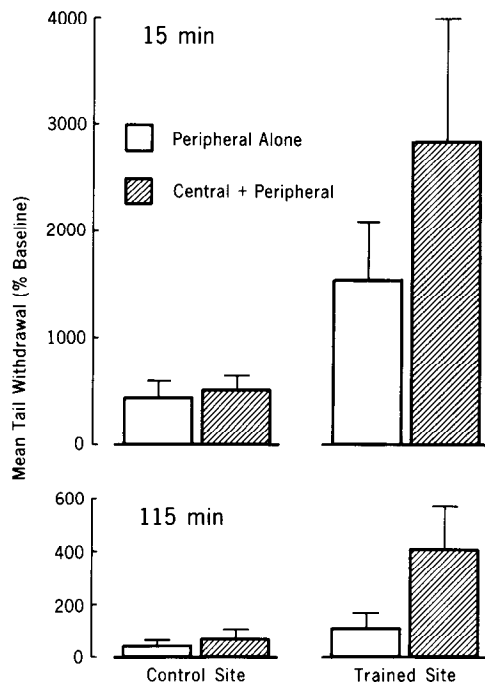 Mean Tail Withdrawal (% Baseline)
15 min
4000
3000
2000
1000
0
Peripheral Alone
Central + Peripheral
115 min
600
400
200
0
Control Site
Trained Site